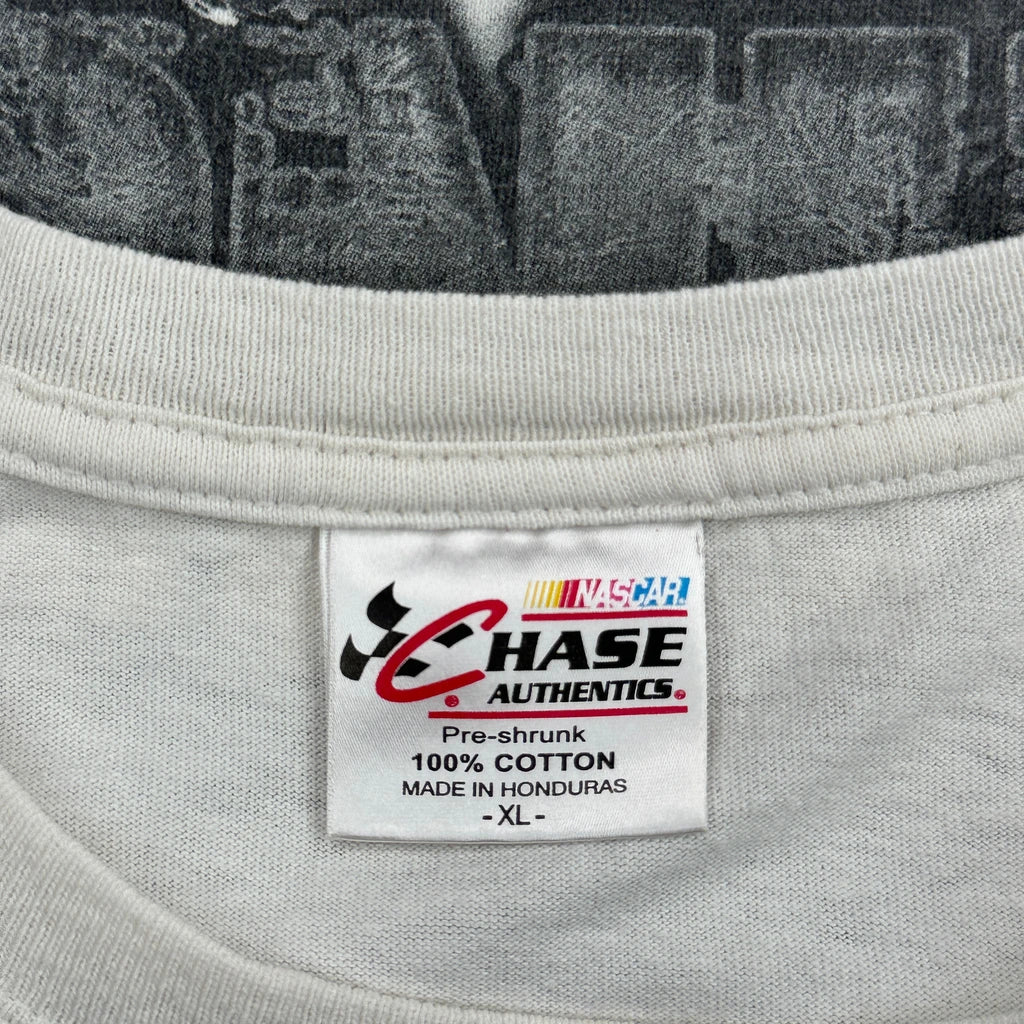 NASCAR
CHASE
AUTHENTICS
Pre-shrunk
100% COTTON
MADE IN HONDURAS
-XL-